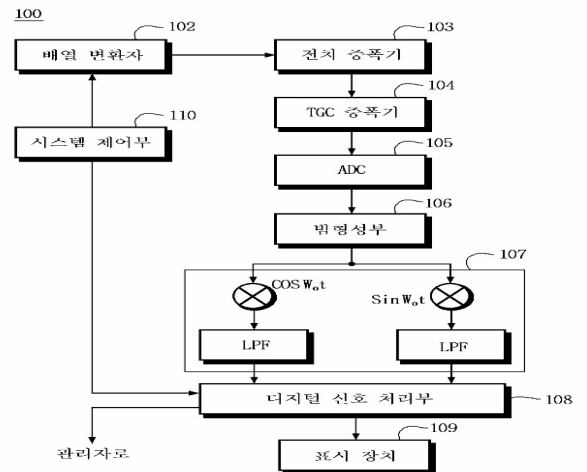 100
102
배열 변환자
103
전치 증폭기
104
TGC 증폭기
110
시스템 제어부
105
ADC
106
빔형성부
107
COSWₒt
SinWₒt
LPF
LPF
디지털 신호 처리부
108
관리자로
109
표시 장치